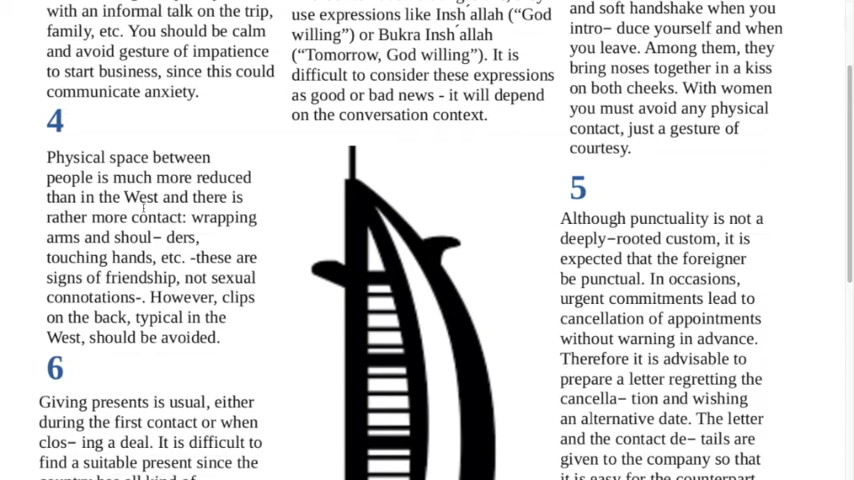 with an informal talk on the trip,
family, etc. You should be calm
and avoid gesture of impatience
to start business, since this could
communicate anxiety.
4
Physical space between
people is much more reduced
than in the West and there is
rather more contact: wrapping
arms and shoul– ders,
touching hands, etc. -these are
signs of friendship, not sexual
connotations-. However, clips
on the back, typical in the
West, should be avoided.
6
Giving presents is usual, either
during the first contact or when
clos– ing a deal. It is difficult to
find a suitable present since the
use expressions like Insh ́allah (“God
willing”) or Bukra Insh ́allah
(“Tomorrow, God willing”). It is
difficult to consider these expressions
as good or bad news - it will depend
on the conversation context.
and soft handshake when you
intro– duce yourself and when
you leave. Among them, they
bring noses together in a kiss
on both cheeks. With women
you must avoid any physical
contact, just a gesture of
courtesy.
5
Although punctuality is not a
deeply–rooted custom, it is
expected that the foreigner
be punctual. In occasions,
urgent commitments lead to
cancellation of appointments
without warning in advance.
Therefore it is advisable to
prepare a letter regretting the
cancella– tion and wishing
an alternative date. The letter
and the contact de– tails are
given to the company so that
it is easy for the counterpart